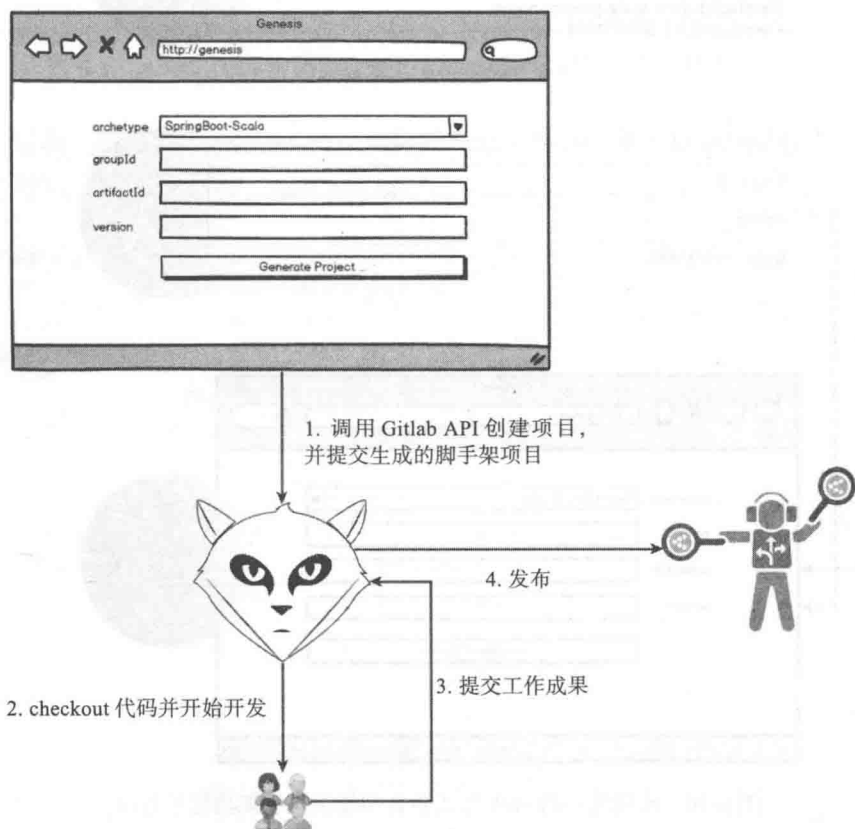 Genesis
http://genesis
archetype SpringBoot-Scala
groupId
artifactId
version
Generate Project
1. 调用 Gitlab API 创建项目,
并提交生成的脚手架项目
4. 发布
3. 提交工作成果
2. checkout 代码并开始开发